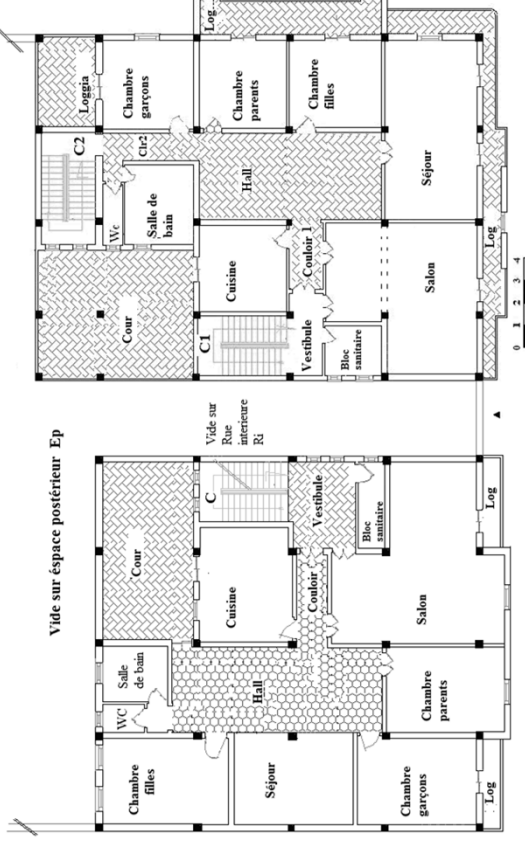 Log
Loggia
Chambre
garçons
Chambre
parents
Chambre
filles
C2
Clr2
Hall
Séjour
Wc
Salle de
bain
Cour
Cuisine
Couloir 1
Log
C1
Vestibule
Bloc
sanitaire
Salon
0 1 2 3 4
Vide sur
Rue
interieure
Ri
Vide sur éspace postérieur Ep
Cour
C
Vestibule
Bloc
sanitaire
Log
Cuisine
Couloir
Salon
Salle
de bain
WC
Hall
Chambre
parents
Chambre
filles
Séjour
Chambre
garçons
Log